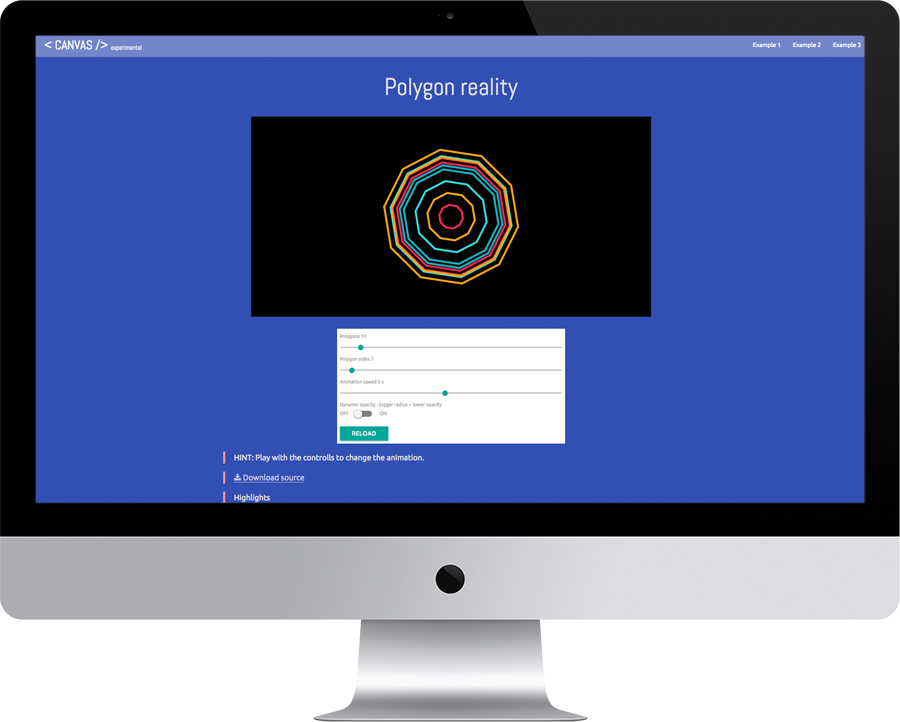 < CANVAS /> experimental
Example 1 Example 2 Example 3
Polygon reality
Polygons 10
Polygon sides 7
Animation speed 5 s
Dynamic opacity - bigger radius = lower opacity
OFF ON
RELOAD
HINT: Play with the controlls to change the animation.
Download source
Highlights